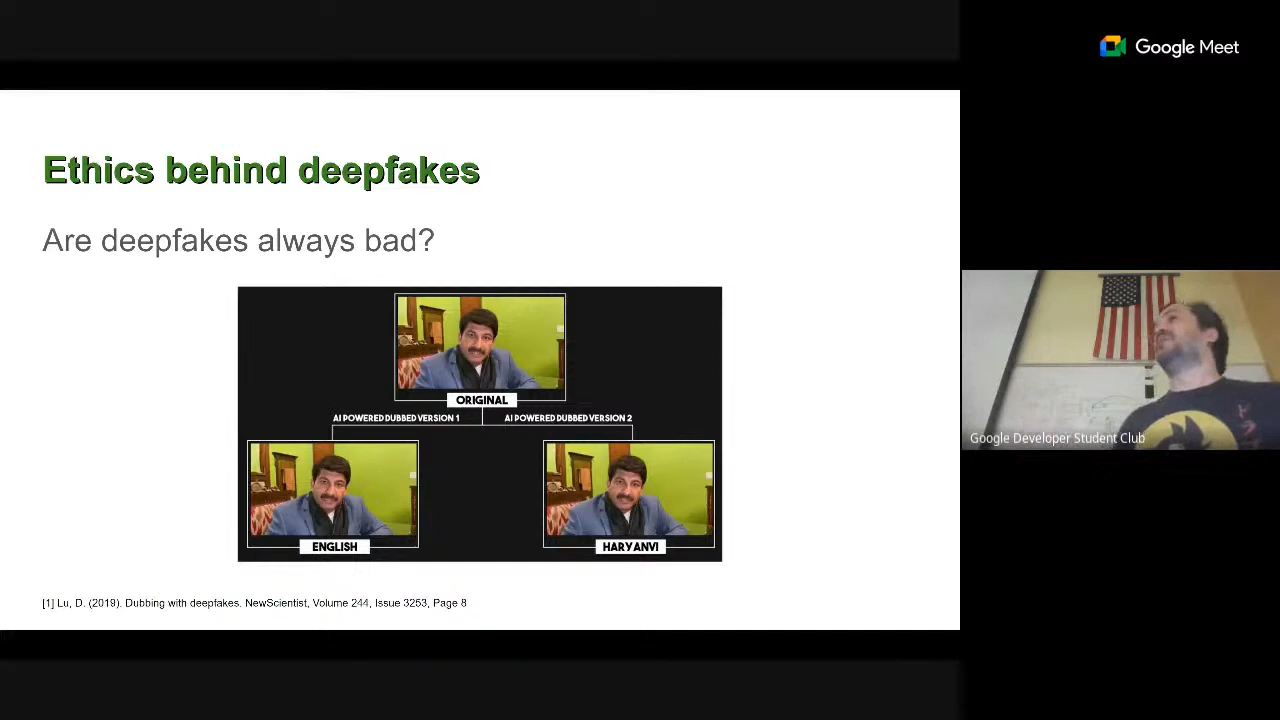 Google Meet
Ethics behind deepfakes
Are deepfakes always bad?
ORIGINAL
AI POWERED DUBBED VERSION 1
AI POWERED DUBBED VERSION 2
ENGLISH
HARYANVI
[1] Lu, D. (2019). Dubbing with deepfakes. NewScientist, Volume 244, Issue 3253, Page 8
Google Developer Student Club